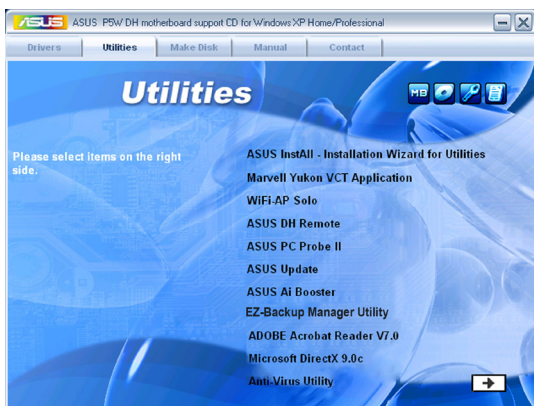 ASUS ASUS P5W DH motherboard support CD for Windows XP Home/Professional
Drivers Utilities Make Disk Manual Contact
Utilities
MB
Please select items on the right
side.
ASUS InstAll - Installation Wizard for Utilities
Marvell Yukon VCT Application
WiFi-AP Solo
ASUS DH Remote
ASUS PC Probe II
ASUS Update
ASUS Ai Booster
EZ-Backup Manager Utility
ADOBE Acrobat Reader V7.0
Microsoft DirectX 9.0c
Anti-Virus Utility